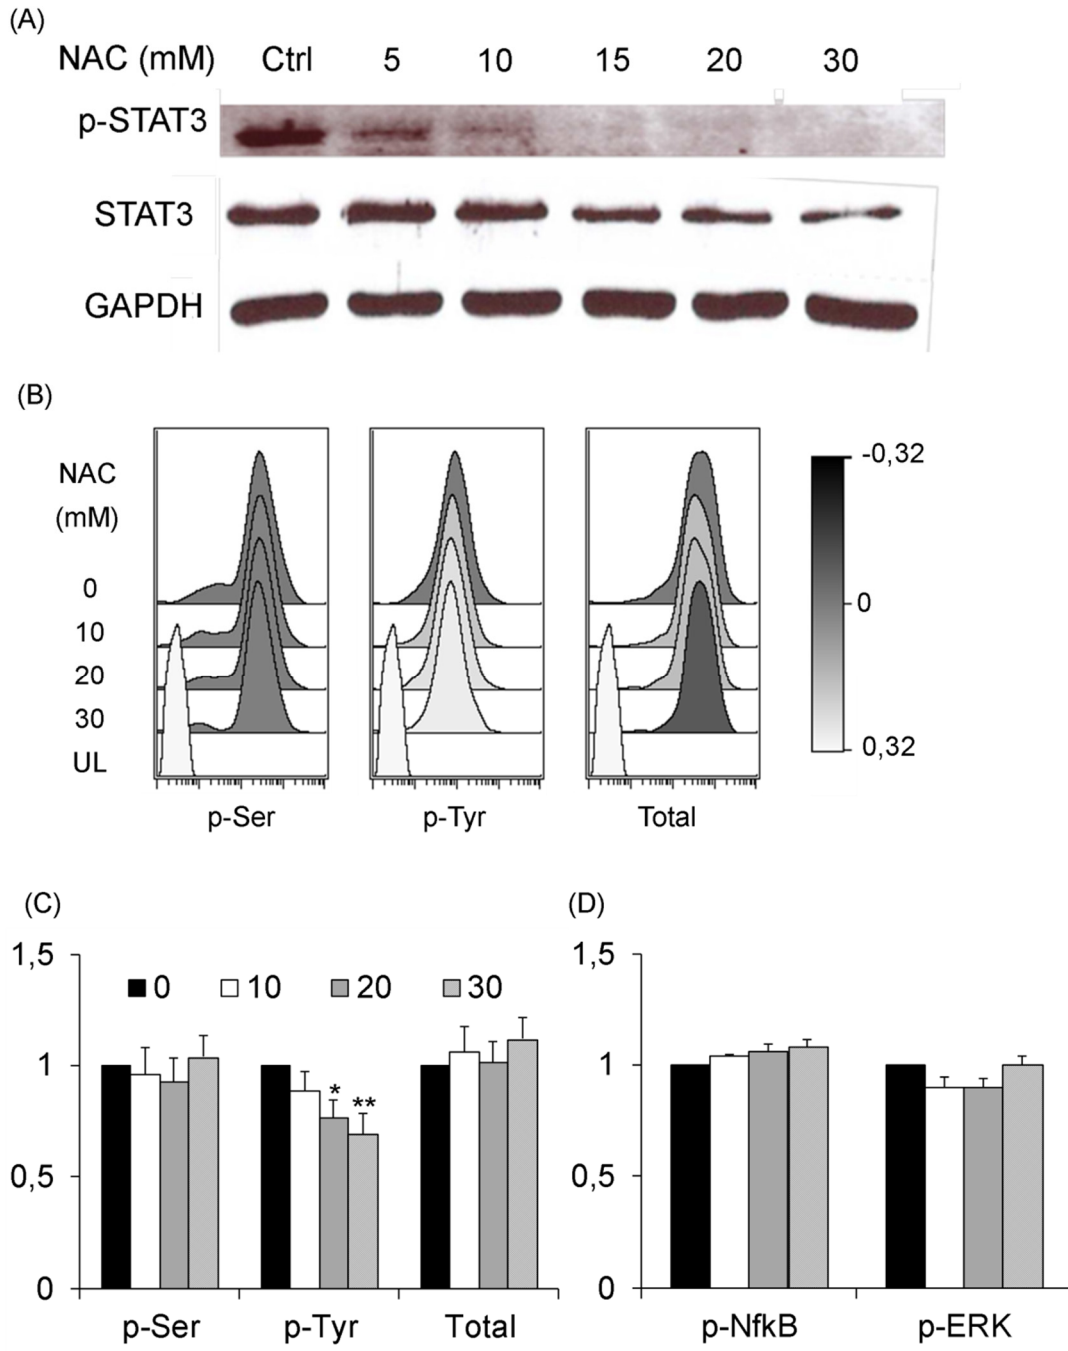 (A)
NAC (mM) Ctrl 5 10 15 20 30
p-STAT3
STAT3
GAPDH
(B)
NAC
(mM)
0
10
20
30
UL
p-Ser p-Tyr Total
-0,32
0
0,32
(C)
1,5
1
0,5
0
0 10 20 30
* **
p-Ser p-Tyr Total
(D)
1,5
1
0,5
0
p-NfkB p-ERK